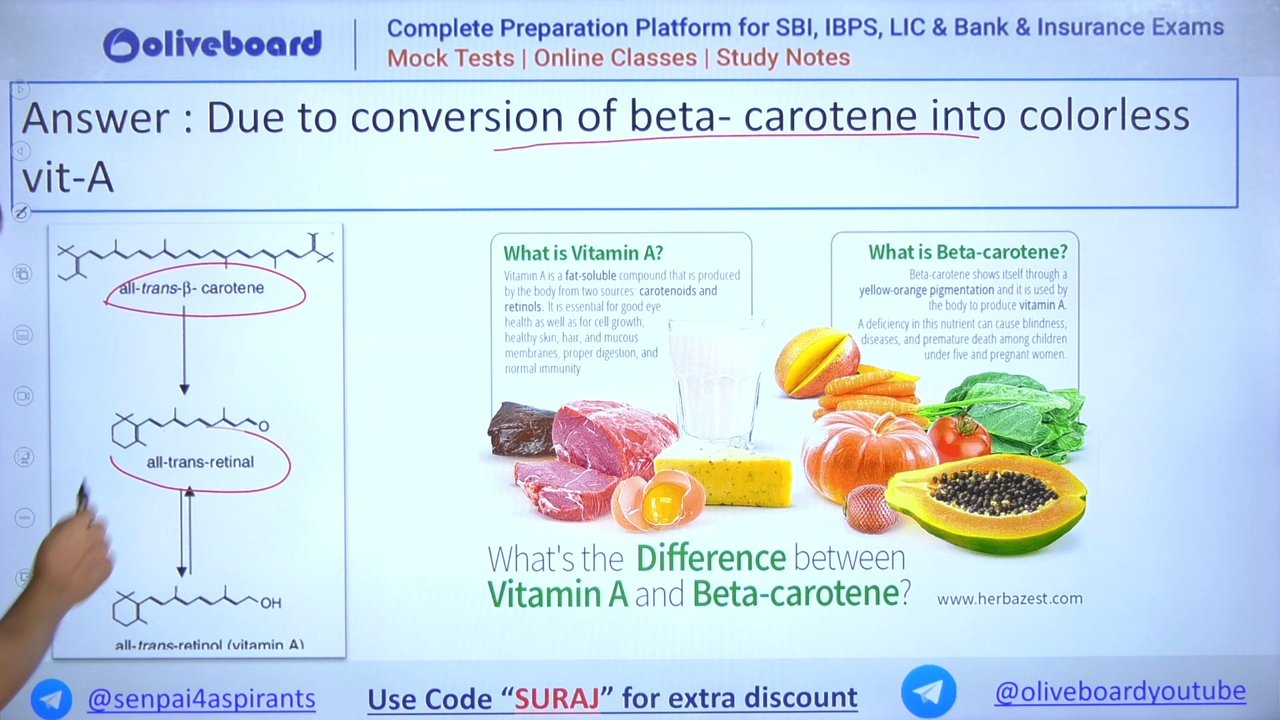 oliveboard
Complete Preparation Platform for SBI, IBPS, LIC & Bank & Insurance Exams
Mock Tests | Online Classes | Study Notes
Answer : Due to conversion of beta- carotene into colorless
vit-A
all-trans-β- carotene
O
all-trans-retinal
OH
all-trans-retinol (vitamin A)
What is Vitamin A?
Vitamin A is a fat-soluble compound that is produced
by the body from two sources: carotenoids and
retinols. It is essential for good eye
health as well as for cell growth,
healthy skin, hair, and mucous
membranes, proper digestion, and
normal immunity
What is Beta-carotene?
Beta-carotene shows itself through a
yellow-orange pigmentation and it is used by
the body to produce vitamin A.
A deficiency in this nutrient can cause blindness,
diseases, and premature death among children
under five and pregnant women.
What's the Difference between
Vitamin A and Beta-carotene?
www.herbazest.com
@senpai4aspirants
Use Code “SURAJ” for extra discount
@oliveboardyoutube